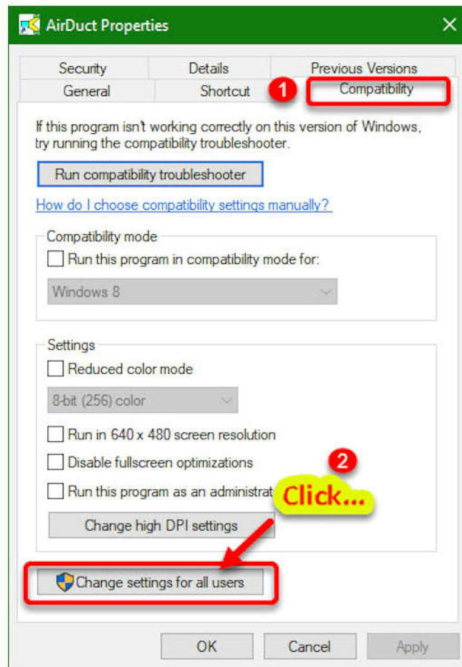 AirDuct Properties
Security Details Previous Versions
General Shortcut 1 Compatibility
If this program isn't working correctly on this version of Windows,
try running the compatibility troubleshooter.
Run compatibility troubleshooter
How do I choose compatibility settings manually?
Compatibility mode
Run this program in compatibility mode for:
Windows 8
Settings
Reduced color mode
8-bit (256) color
Run in 640 x 480 screen resolution
2
Disable fullscreen optimizations
Run this program as an administrat
Click...
Change high DPI settings
Change settings for all users
OK Cancel Apply